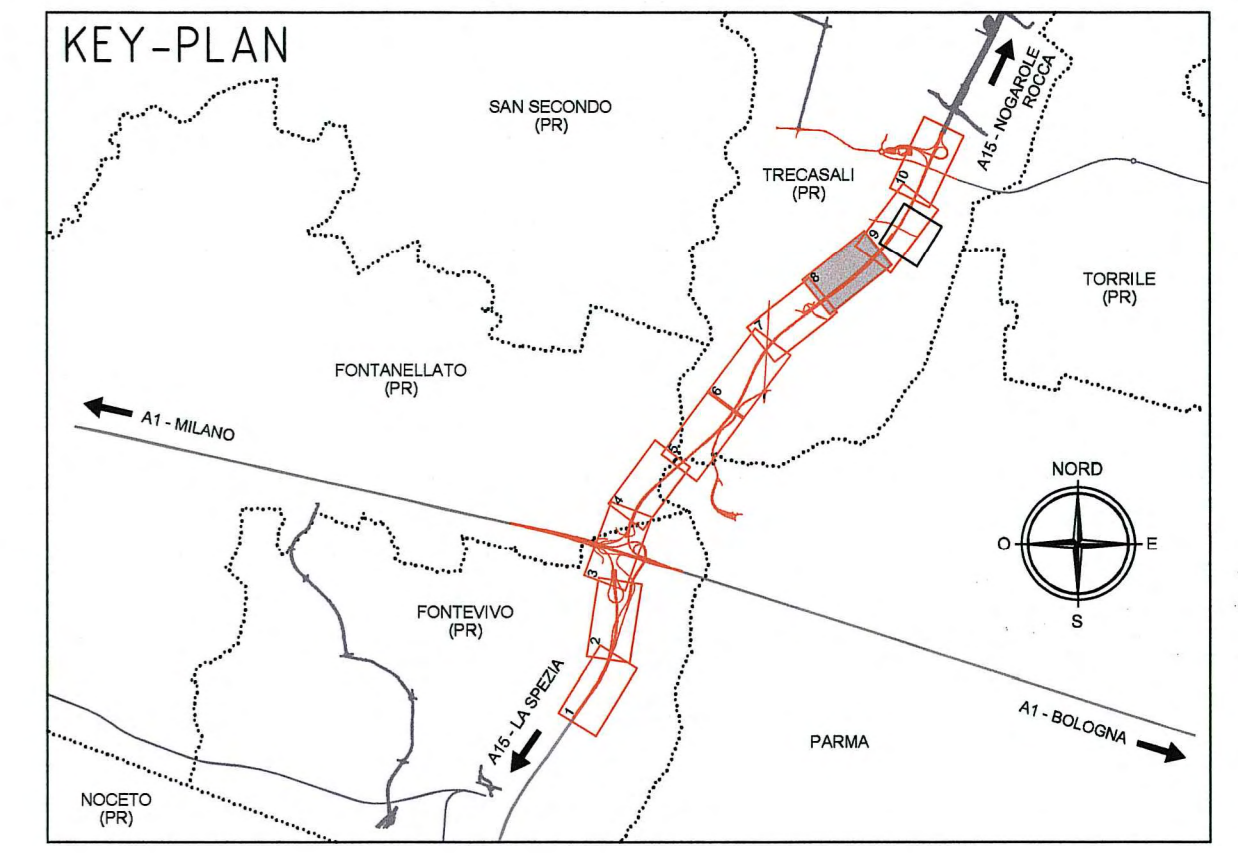 KEY-PLAN
SAN SECONDO
(PR)
A15 - NOGAROLE
ROCCA
TRECASALI
(PR)
10
9
TORRILE
(PR)
8
7
FONTANELLATO
(PR)
6
A1 - MILANO
5
NORD
4
O
E
S
3
FONTEVIVO
(PR)
2
A15 - LA SPEZIA
1
A1 - BOLOGNA
PARMA
NOCETO
(PR)